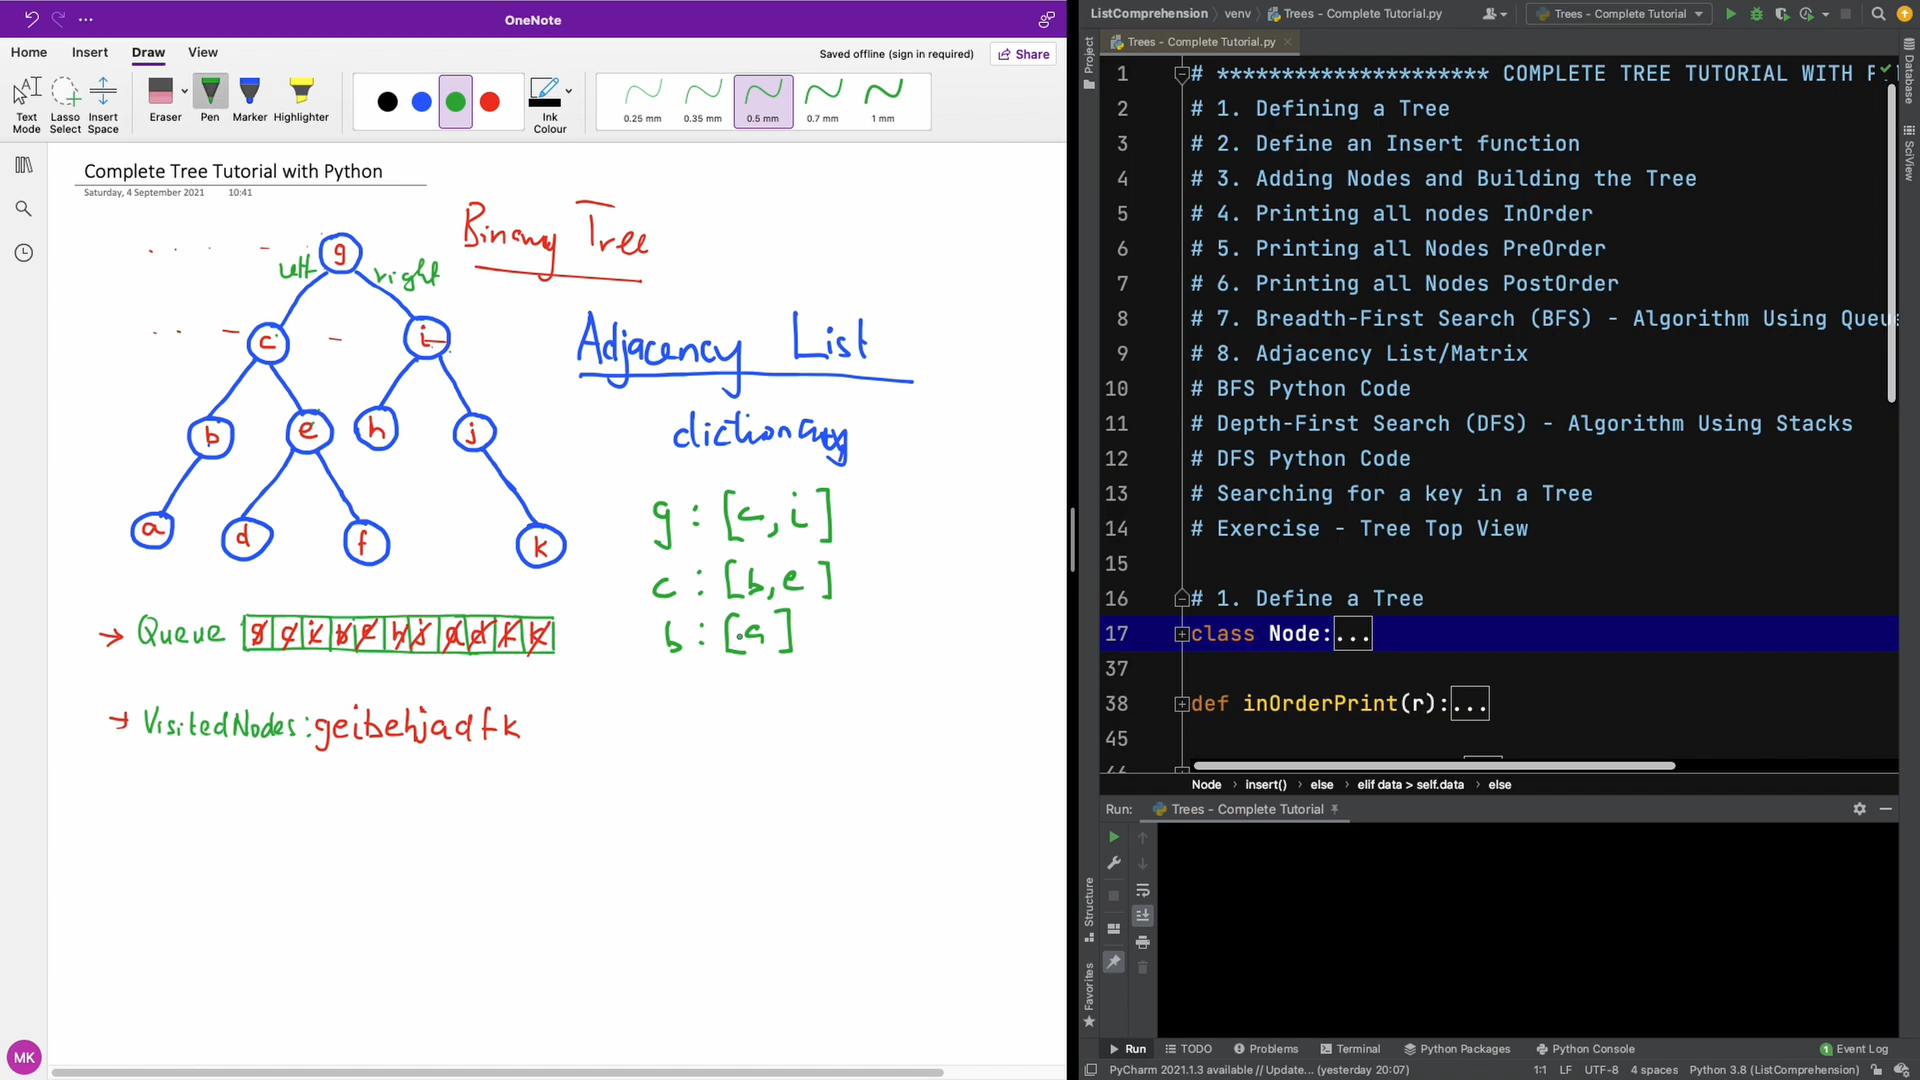 OneNote
Home Insert Draw View
Saved offline (sign in required) Share
Text Mode
Lasso Select
Insert Space
Eraser
Pen
Marker
Highlighter
Ink Colour
0.25 mm
0.35 mm
0.5 mm
0.7 mm
1 mm
Complete Tree Tutorial with Python
Saturday, 4 September 2021 10:41
Binary Tree
g
left right
c i
b e h j
a d f k
Adjacency List
dictionary
g : [c, i]
c : [b, e]
b : [a]
→ Queue g c i b e h j a d f k
→ VisitedNodes: gcibehjadfk
MK
ListComprehension venv Trees - Complete Tutorial.py
Trees - Complete Tutorial
Trees - Complete Tutorial.py
Project
Database
SciView
1 # ********************* COMPLETE TREE TUTORIAL WITH
2 # 1. Defining a Tree
3 # 2. Define an Insert function
4 # 3. Adding Nodes and Building the Tree
5 # 4. Printing all nodes InOrder
6 # 5. Printing all Nodes PreOrder
7 # 6. Printing all Nodes PostOrder
8 # 7. Breadth-First Search (BFS) - Algorithm Using Queu
9 # 8. Adjacency List/Matrix
10 # BFS Python Code
11 # Depth-First Search (DFS) - Algorithm Using Stacks
12 # DFS Python Code
13 # Searching for a key in a Tree
14 # Exercise - Tree Top View
15
16 # 1. Define a Tree
17 class Node:...
37
38 def inOrderPrint(r):...
45
Node insert() else elif data > self.data else
Run: Trees - Complete Tutorial
Structure
Favorites
Run TODO Problems Terminal Python Packages Python Console 1 Event Log
PyCharm 2021.1.3 available // Update... (yesterday 20:07) 1:1 LF UTF-8 4 spaces Python 3.8 (ListComprehension)